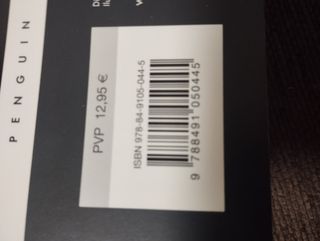 PENGUIN
PVP 12,95 €
ISBN 978-84-9105-044-5
9 788491 050445